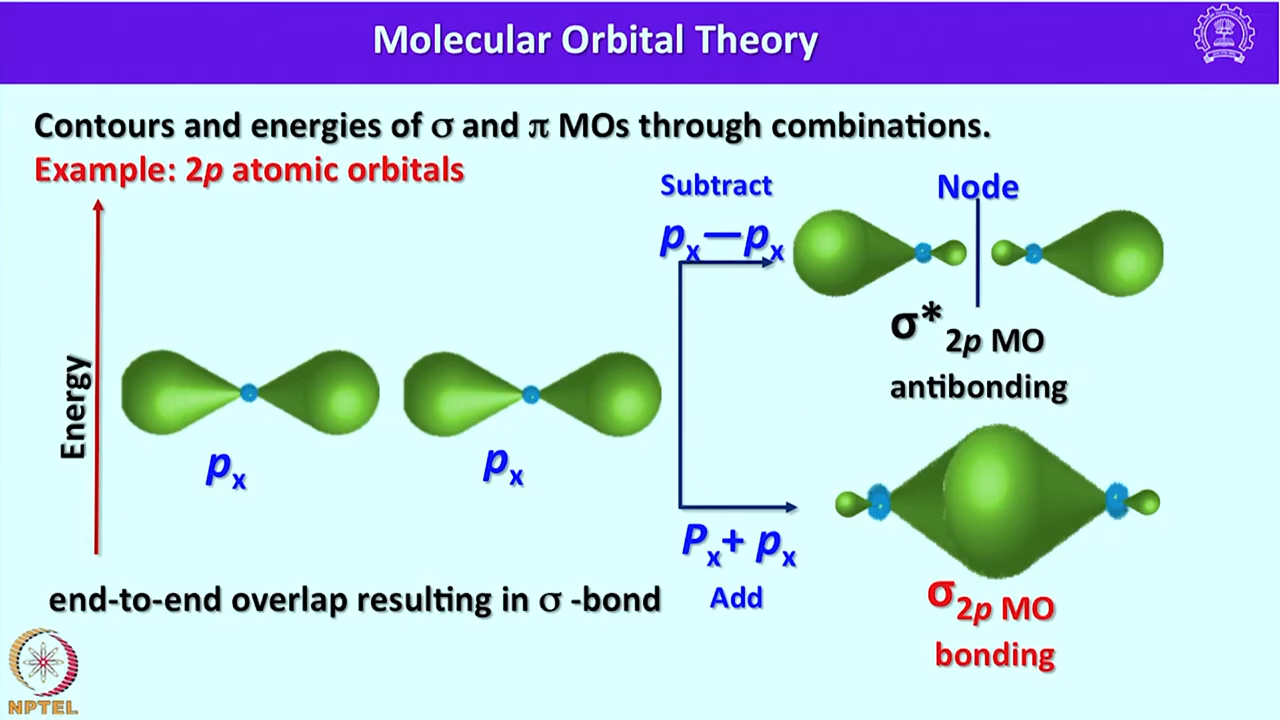 Molecular Orbital Theory
Contours and energies of σ and π MOs through combinations.
Example: 2p atomic orbitals
Energy
px
px
Subtract
px—px
Node
σ*2p MO
antibonding
Px+ px
Add
σ2p MO
bonding
end-to-end overlap resulting in σ -bond
NPTEL